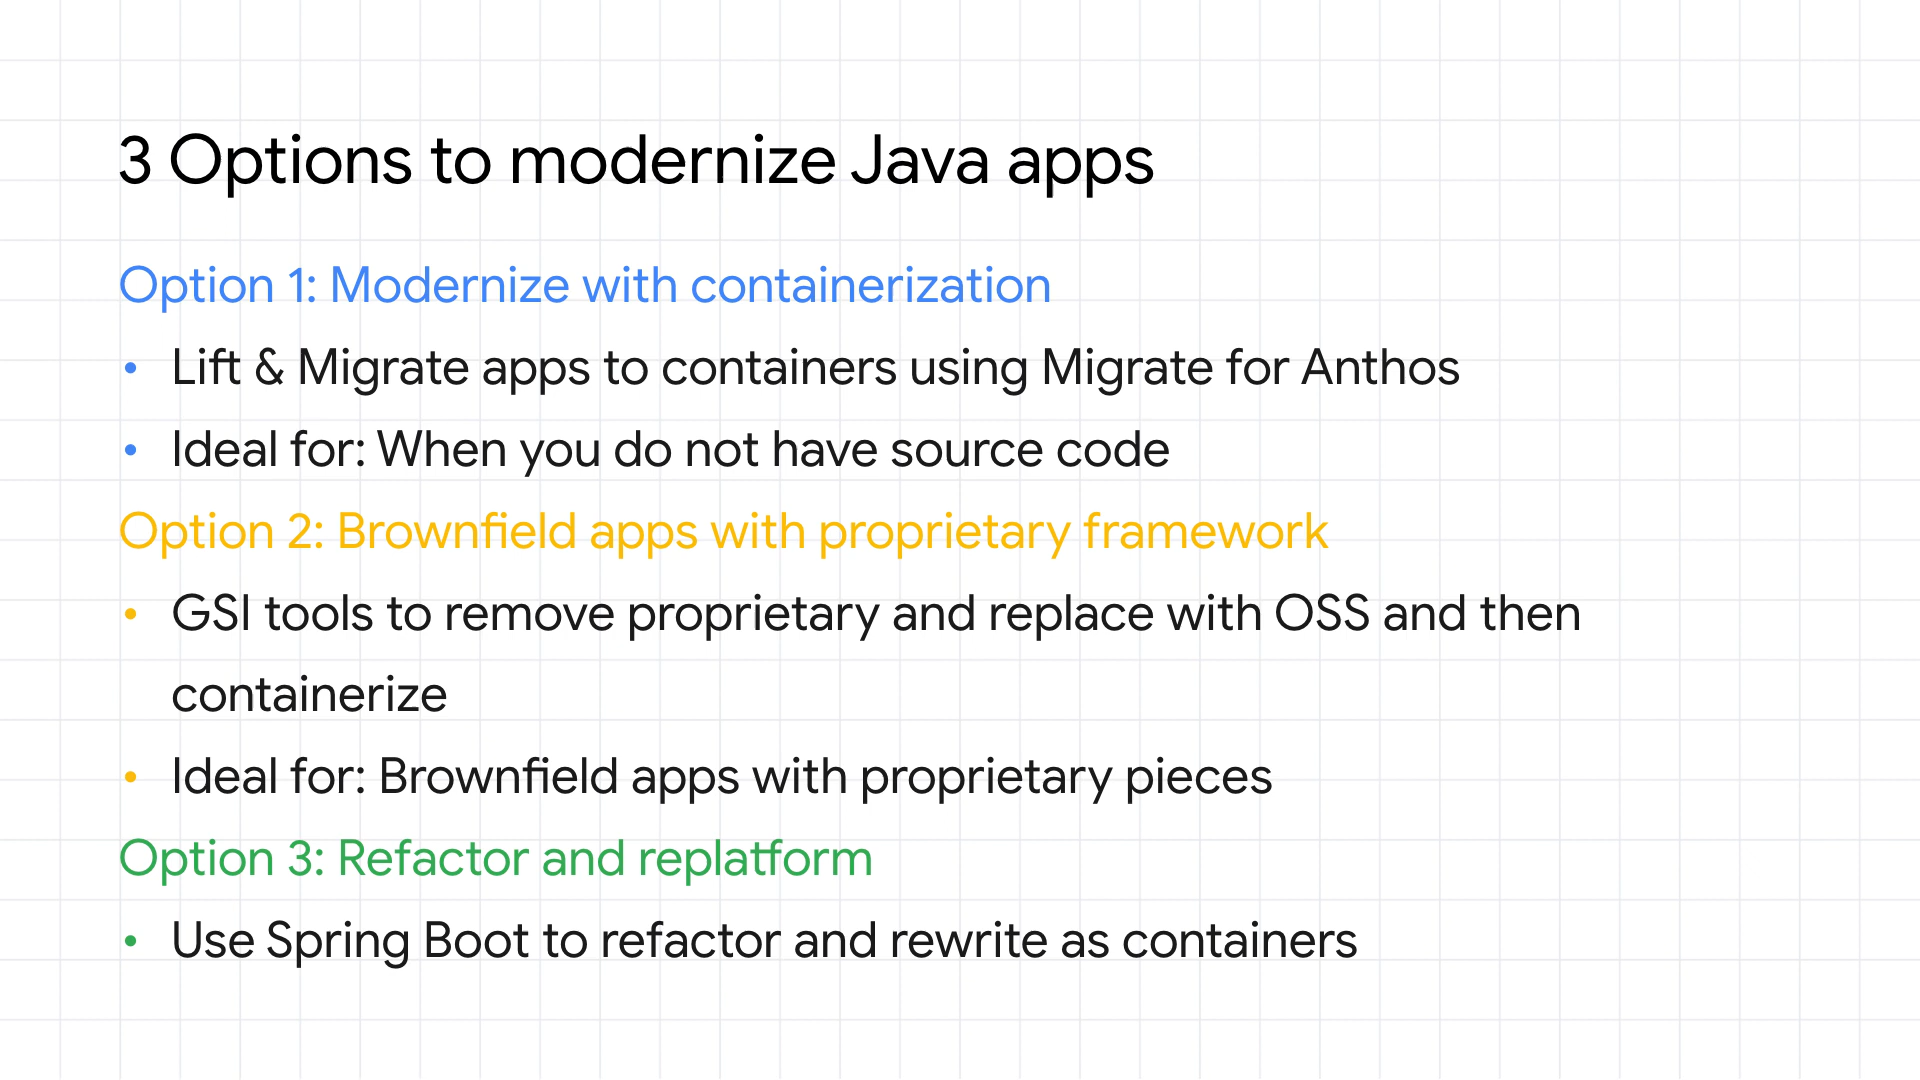 3 Options to modernize Java apps
Option 1: Modernize with containerization
• Lift & Migrate apps to containers using Migrate for Anthos
• Ideal for: When you do not have source code
Option 2: Brownfield apps with proprietary framework
• GSI tools to remove proprietary and replace with OSS and then
containerize
• Ideal for: Brownfield apps with proprietary pieces
Option 3: Refactor and replatform
• Use Spring Boot to refactor and rewrite as containers